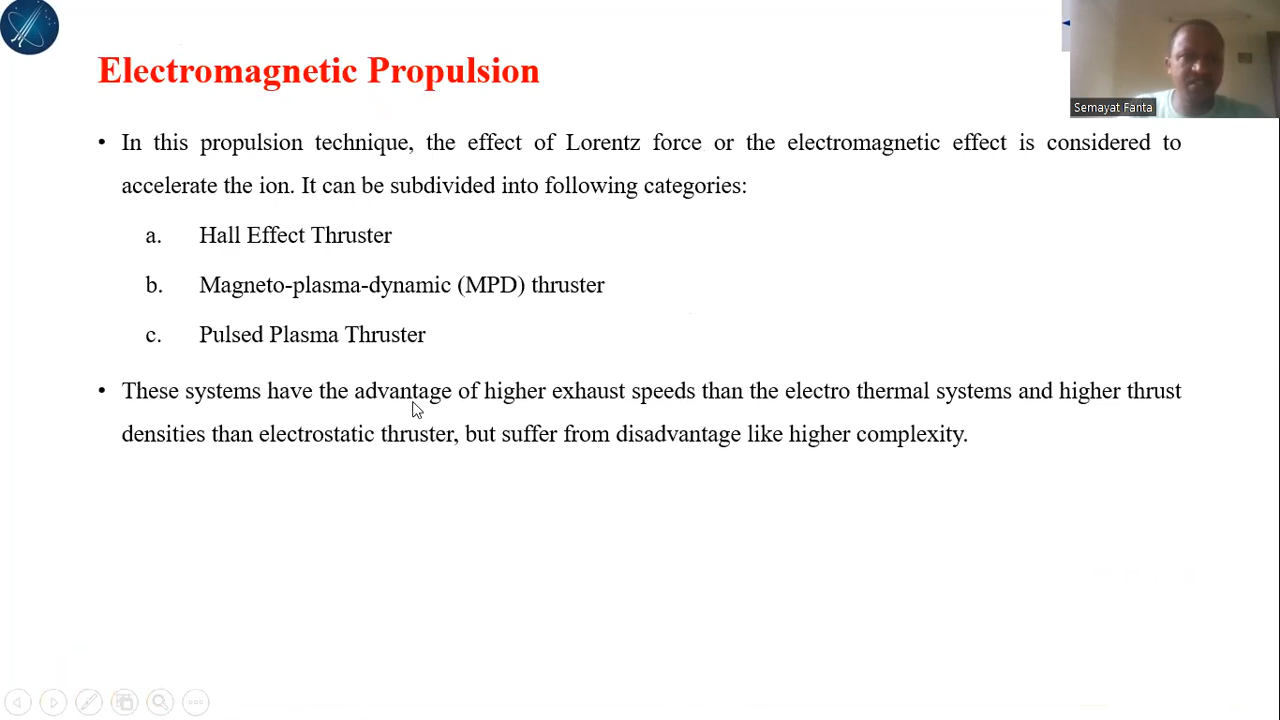 Electromagnetic Propulsion
Semayat Fanta
• In this propulsion technique, the effect of Lorentz force or the electromagnetic effect is considered to
accelerate the ion. It can be subdivided into following categories:
a. Hall Effect Thruster
b. Magneto-plasma-dynamic (MPD) thruster
c. Pulsed Plasma Thruster
• These systems have the advantage of higher exhaust speeds than the electro thermal systems and higher thrust
densities than electrostatic thruster, but suffer from disadvantage like higher complexity.